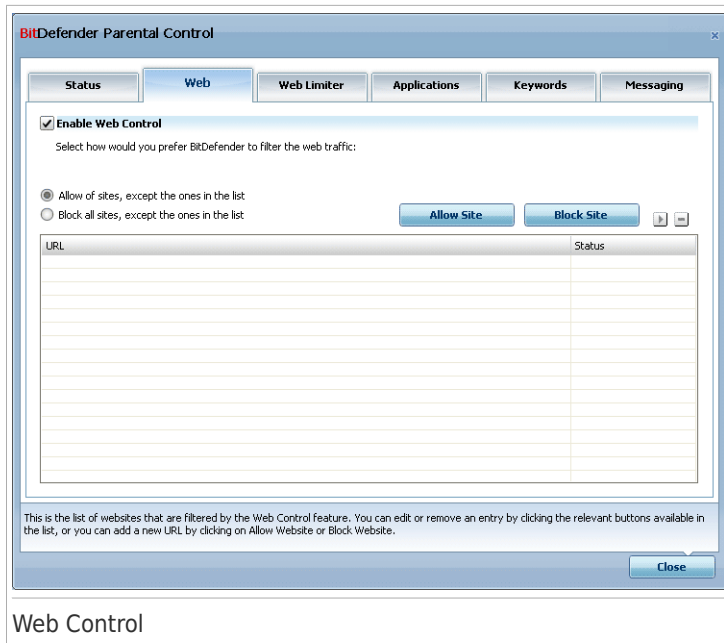 BitDefender Parental Control
Status
Web
Web Limiter
Applications
Keywords
Messaging
Enable Web Control
Select how would you prefer BitDefender to filter the web traffic:
Allow of sites, except the ones in the list
Block all sites, except the ones in the list
Allow Site
Block Site
URL
Status
This is the list of websites that are filtered by the Web Control feature. You can edit or remove an entry by clicking the relevant buttons available in
the list, or you can add a new URL by clicking on Allow Website or Block Website.
Close
Web Control